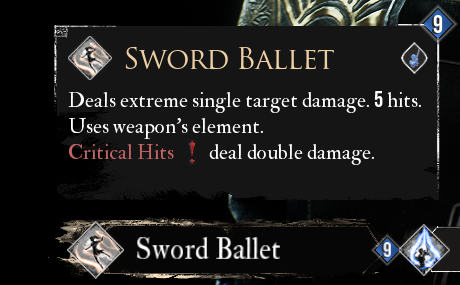 9
SWORD BALLET
Deals extreme single target damage. 5 hits.
Uses weapon's element.
Critical Hits ! deal double damage.
Sword Ballet 9